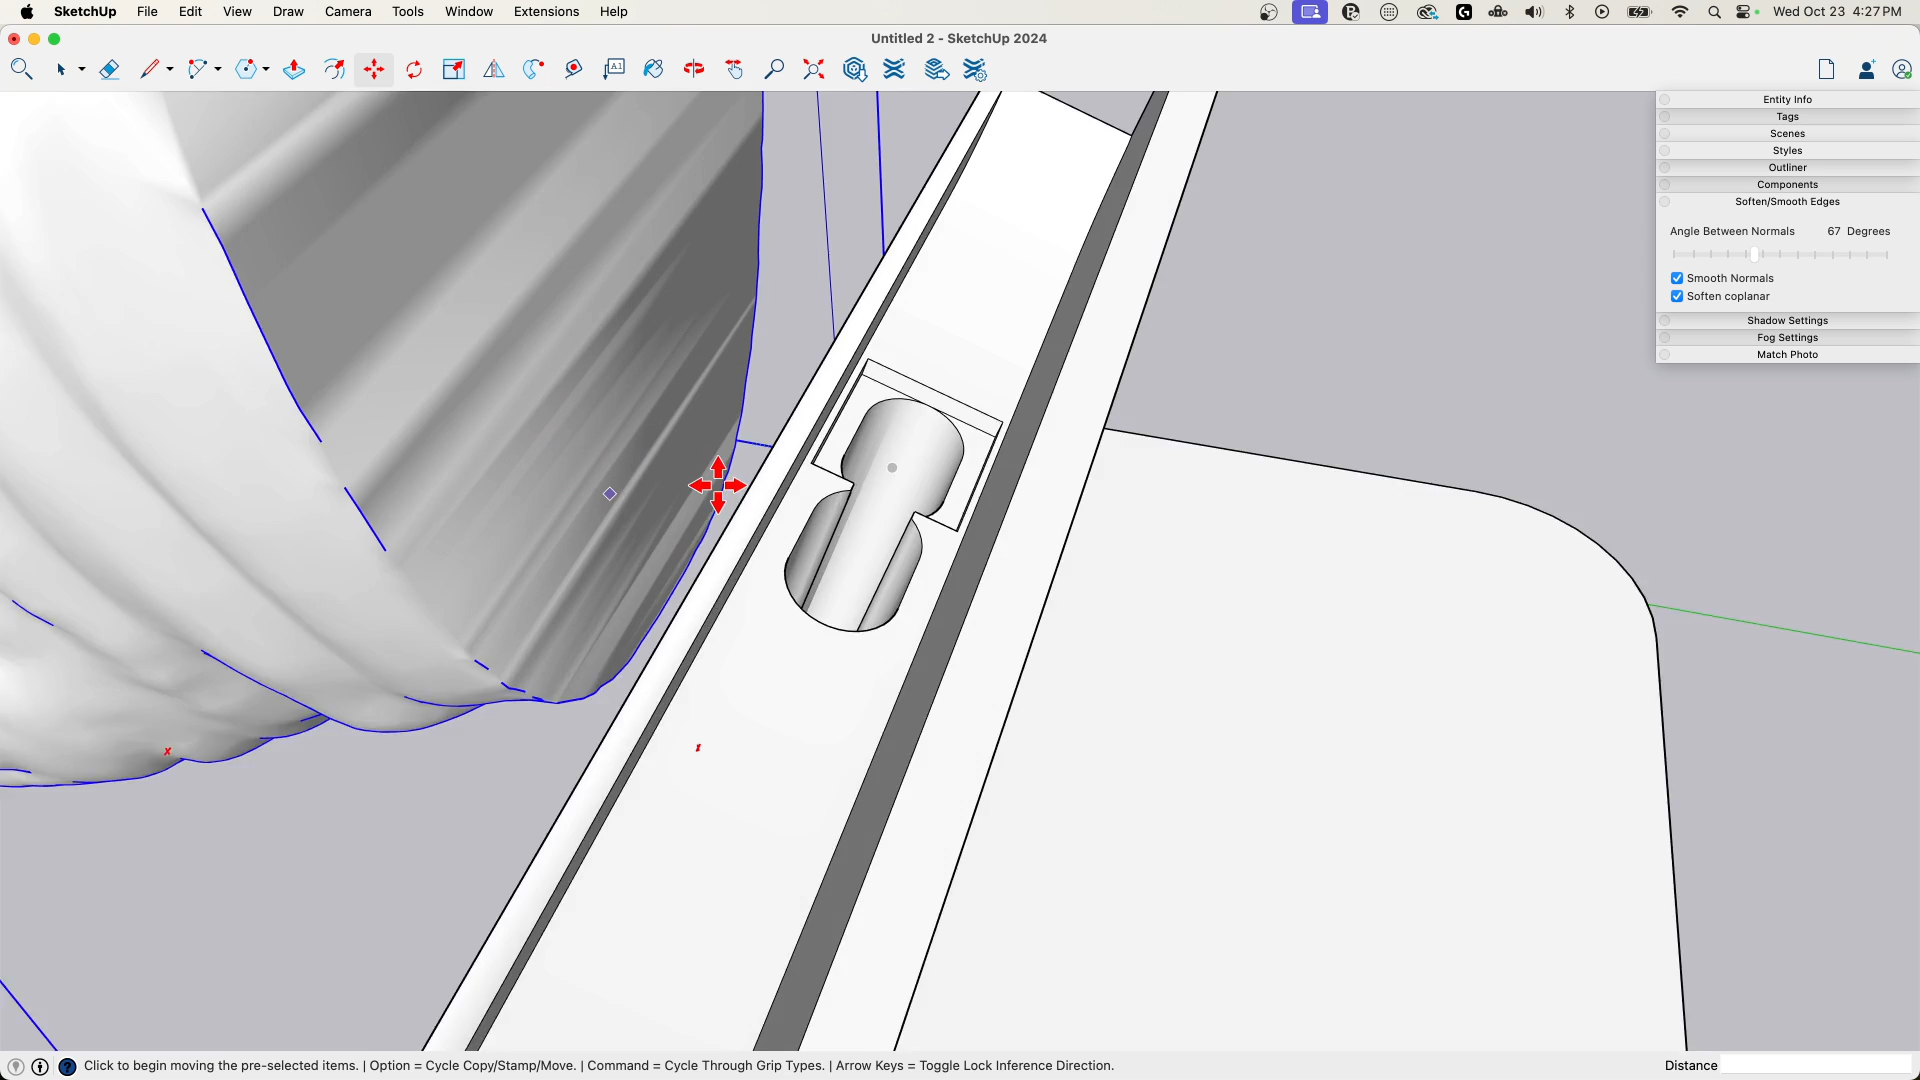 SketchUp File Edit View Draw Camera Tools Window Extensions Help Wed Oct 23 4:27 PM
Untitled 2 - SketchUp 2024
A1
Entity Info
Tags
Scenes
Styles
Outliner
Components
Soften/Smooth Edges
Angle Between Normals 67 Degrees
Smooth Normals
Soften coplanar
Shadow Settings
Fog Settings
Match Photo
Click to begin moving the pre-selected items. | Option = Cycle Copy/Stamp/Move. | Command = Cycle Through Grip Types. | Arrow Keys = Toggle Lock Inference Direction. Distance